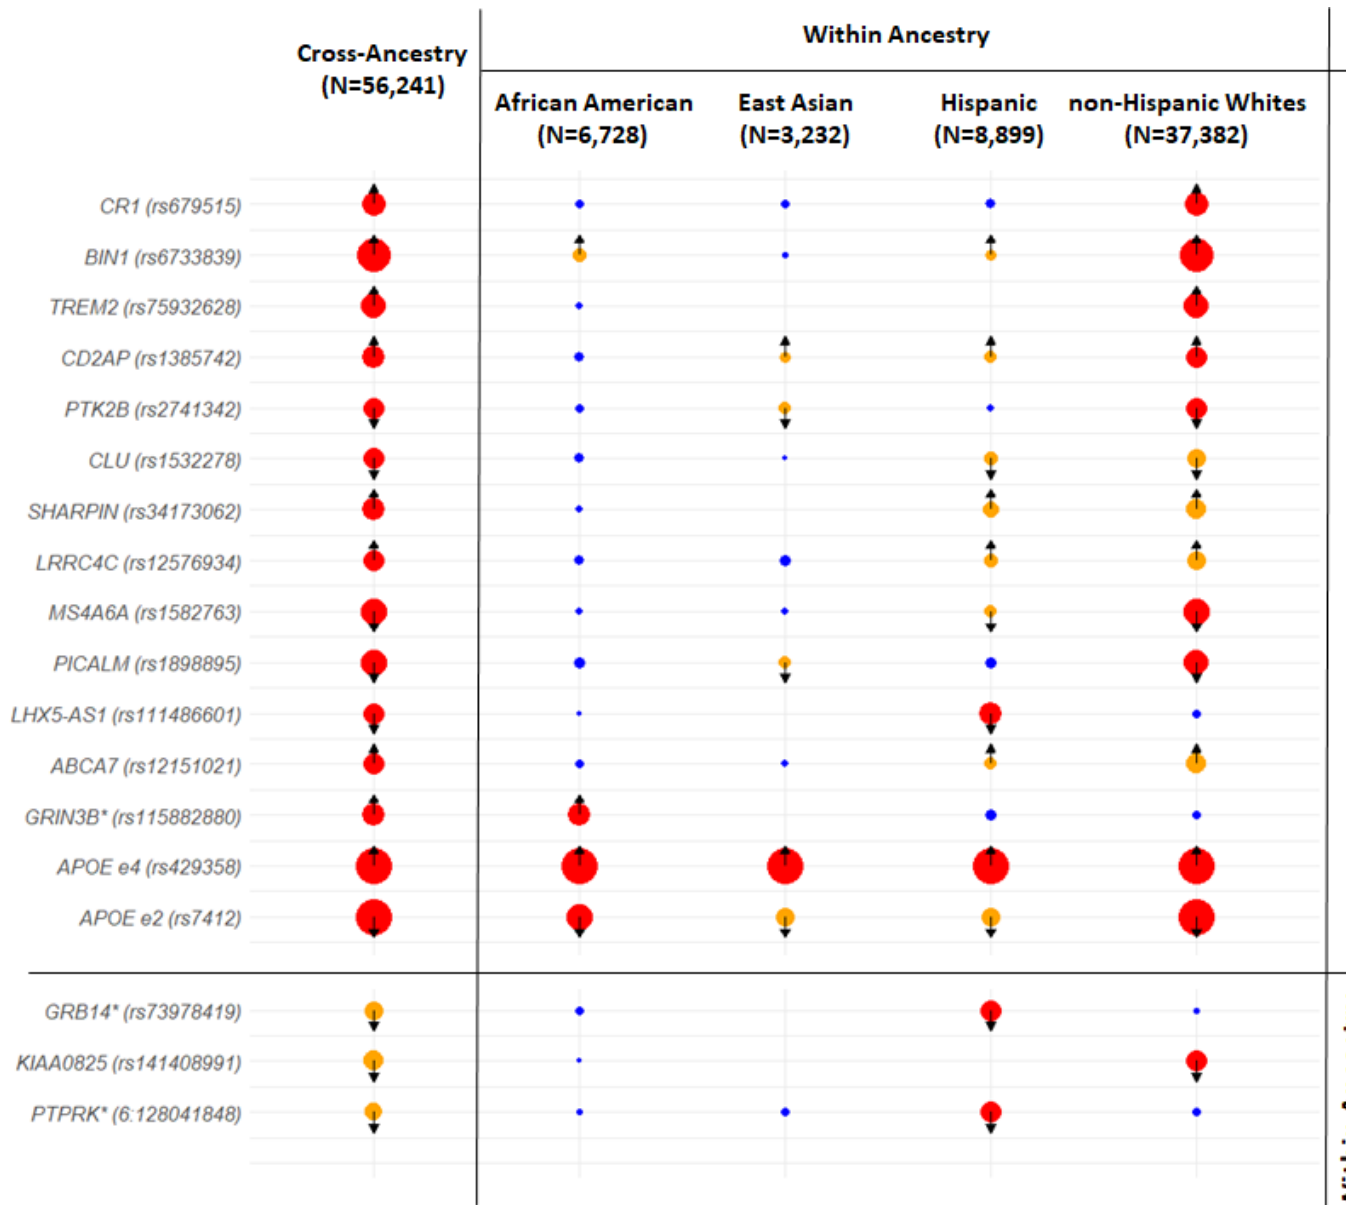 Within Ancestry
Cross-Ancestry
(N=56,241)
African American
(N=6,728)
East Asian
(N=3,232)
Hispanic
(N=8,899)
non-Hispanic Whites
(N=37,382)
CR1 (rs679515)
BIN1 (rs6733839)
TREM2 (rs75932628)
CD2AP (rs1385742)
PTK2B (rs2741342)
CLU (rs1532278)
SHARPIN (rs34173062)
LRRC4C (rs12576934)
MS4A6A (rs1582763)
PICALM (rs1898895)
LHX5-AS1 (rs111486601)
ABCA7 (rs12151021)
GRIN3B* (rs115882880)
APOE e4 (rs429358)
APOE e2 (rs7412)
GRB14* (rs73978419)
KIAA0825 (rs141408991)
PTPRK* (6:128041848)